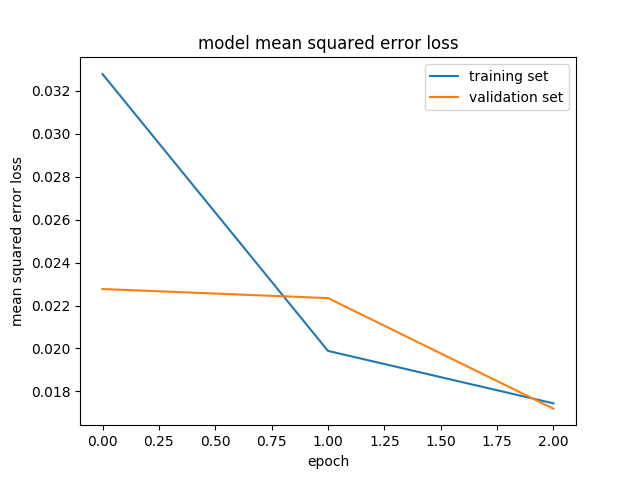 model mean squared error loss
training set
validation set
mean squared error loss
0.032
0.030
0.028
0.026
0.024
0.022
0.020
0.018
0.00 0.25 0.50 0.75 1.00 1.25 1.50 1.75 2.00
epoch